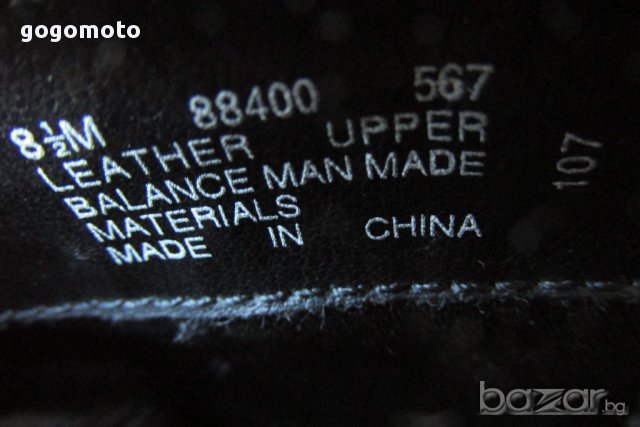 gogomoto
8½M 88400 567
LEATHER UPPER
BALANCE MAN MADE
MATERIALS
MADE IN CHINA
107
bazar.bg